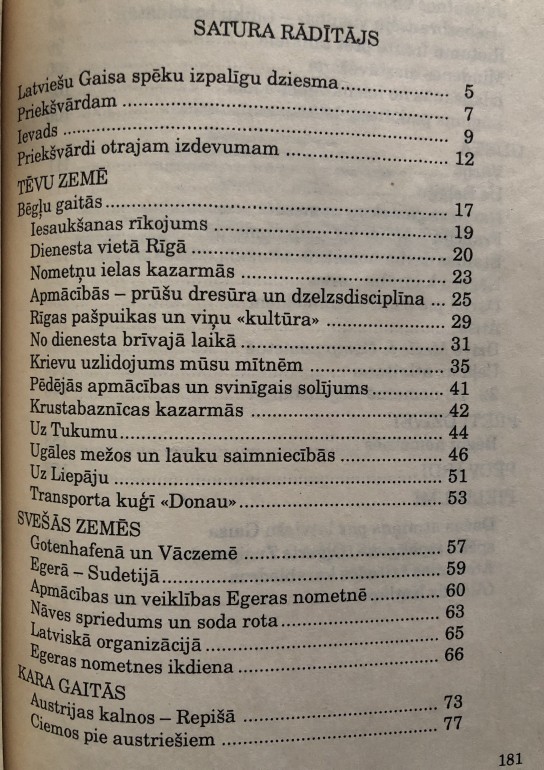 SATURA RĀDĪTĀJS
Latviešu Gaisa spēku izpalīgu dziesma .......................... 5
Priekšvārdam .......................... 7
Ievads .......................... 9
Priekšvārdi otrajam izdevumam .......................... 12
TĒVU ZEMĒ
Bēgļu gaitās .......................... 17
Iesaukšanas rīkojums .......................... 19
Dienesta vietā Rīgā .......................... 20
Nometņu ielas kazarmās .......................... 23
Apmācībās – prūšu dresūra un dzelzsdisciplīna ... 25
Rīgas pašpuikas un viņu «kultūra» .......................... 29
No dienesta brīvajā laikā .......................... 31
Krievu uzlidojums mūsu mītnēm .......................... 35
Pēdējās apmācības un svinīgais solījums .......................... 41
Krustabaznīcas kazarmās .......................... 42
Uz Tukumu .......................... 44
Ugāles mežos un lauku saimniecībās .......................... 46
Uz Liepāju .......................... 51
Transporta kuģī «Donau» .......................... 53
SVEŠĀS ZEMĒS
Gotenhafenā un Vāczemē .......................... 57
Egerā – Sudetijā .......................... 59
Apmācības un veiklības Egeras nometnē .......................... 60
Nāves spriedums un soda rota .......................... 63
Latviskā organizācijā .......................... 65
Egeras nometnes ikdiena .......................... 66
KARA GAITĀS
Austrijas kalnos – Repišā .......................... 73
Ciemos pie austriešiem .......................... 77
181